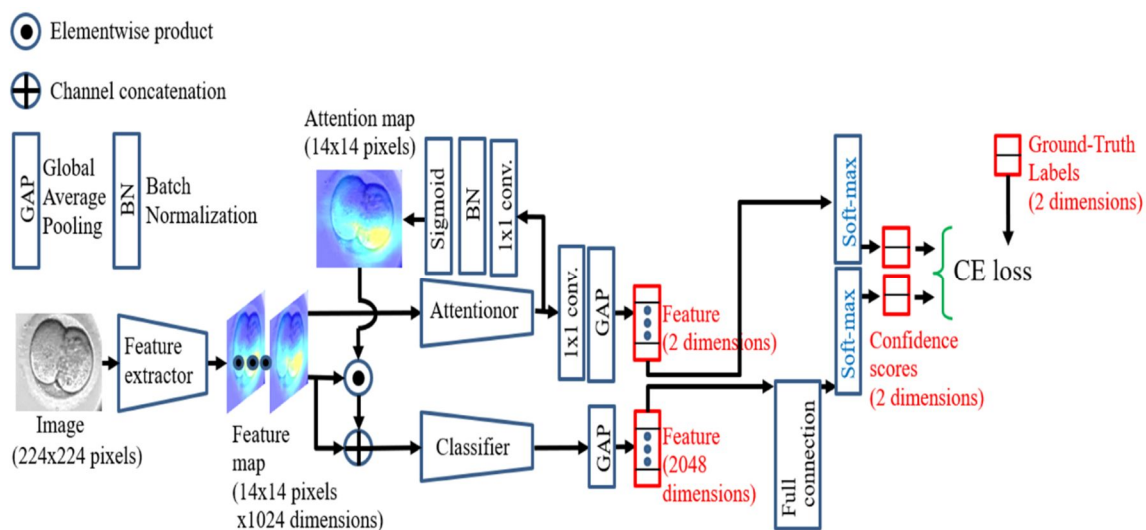 Elementwise product
Channel concatenation
GAP
Global
Average
Pooling
BN
Batch
Normalization
Attention map
(14x14 pixels)
Sigmoid
BN
1x1 conv.
Image
(224x224 pixels)
Feature
extractor
Feature
map
(14x14 pixels
x1024 dimensions)
Attentionor
1x1 conv.
GAP
Feature
(2 dimensions)
Classifier
GAP
Feature
(2048
dimensions)
Full
connection
Soft-max
Soft-max
Confidence
scores
(2 dimensions)
CE loss
Ground-Truth
Labels
(2 dimensions)